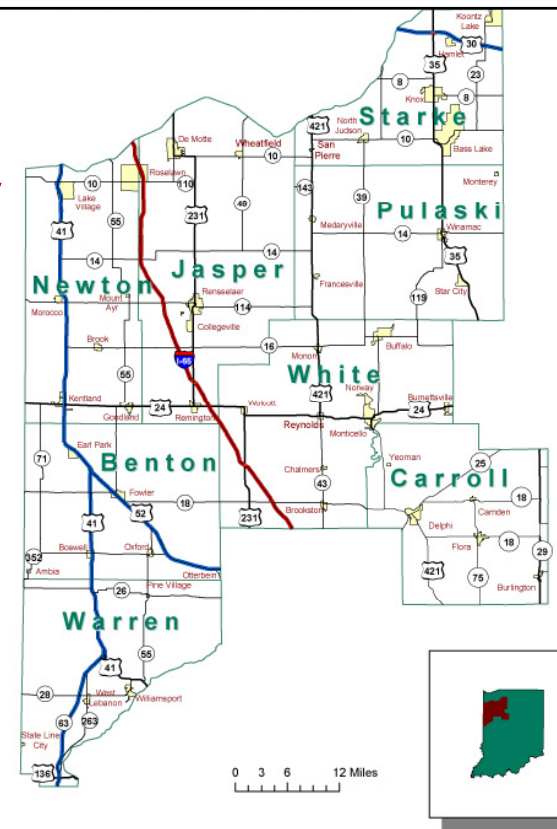 Koontz
Lake
30
Hamlet
35
23
8
8
Knox
Starke
421
North
Judson
10
San
Pierre
Bass Lake
De Motte
Wheatfield
10
Roselawn
110
10
Lake
Village
55
231
49
143
39
Monterey
Pulaski
Medaryville
14
Winamac
41
14
14
35
Jasper
Newton
Rensselaer
114
Francesville
Star City
119
Mount
Ayr
Morocco
Collegeville
Brook
16
Monon
Buffalo
I-65
White
55
421
Norway
Burnettsville
Kentland
24
Goodland
Remington
Wolcott
24
Reynolds
Monticello
Earl Park
71
Benton
Chalmers
Yeoman
25
Carroll
Fowler
18
43
18
41
52
231
Brookston
Camden
Delphi
Boswell
Oxford
Flora
18
29
352
Ambia
Otterbein
421
75
Burlington
26
Pine Village
Warren
55
41
28
West
Lebanon
Williamsport
63
263
State Line
City
136
0 3 6 12 Miles